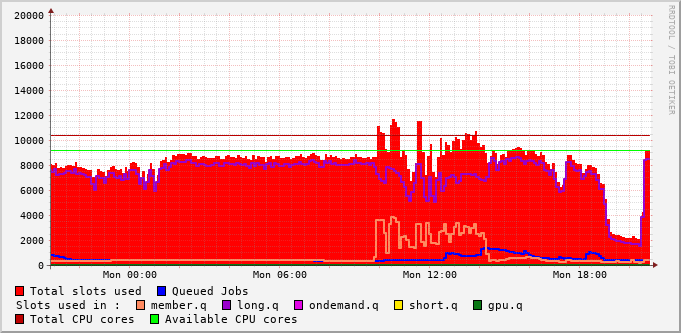 20000
18000
16000
14000
12000
10000
8000
6000
4000
2000
0
Mon 00:00 Mon 06:00 Mon 12:00 Mon 18:00
RRDTOOL / TOBI OETIKER
Total slots used Queued Jobs
Slots used in : member.q long.q ondemand.q short.q gpu.q
Total CPU cores Available CPU cores